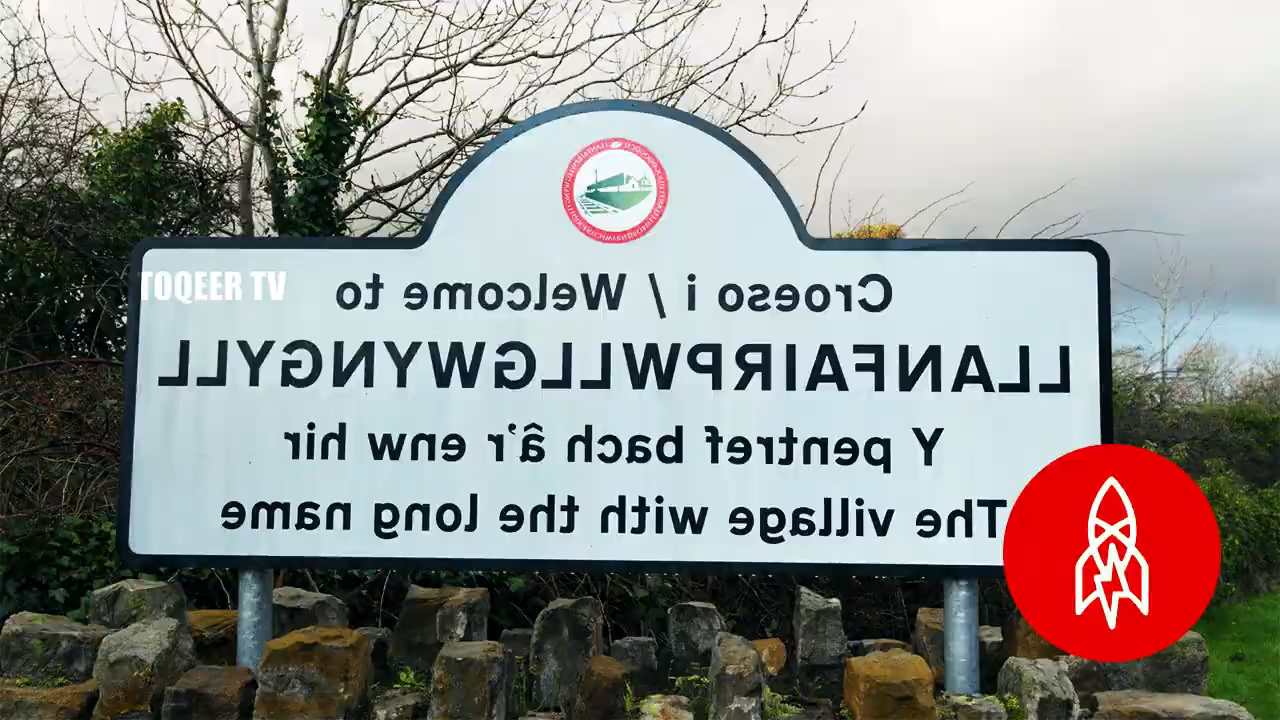 TOQEER TV
Croeso i / Welcome to
LLANFAIRPWLLGWYNGYLL
Y pentref bach â'r enw hir
The village with the long name